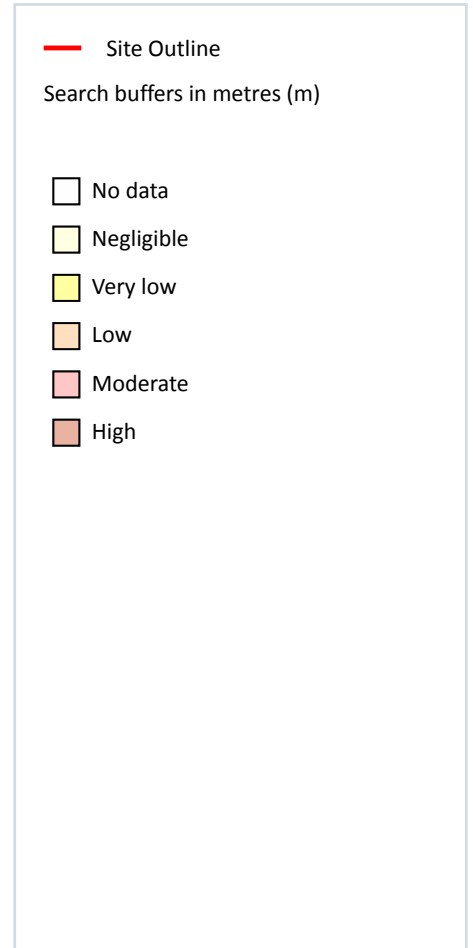 Site Outline
Search buffers in metres (m)
No data
Negligible
Very low
Low
Moderate
High